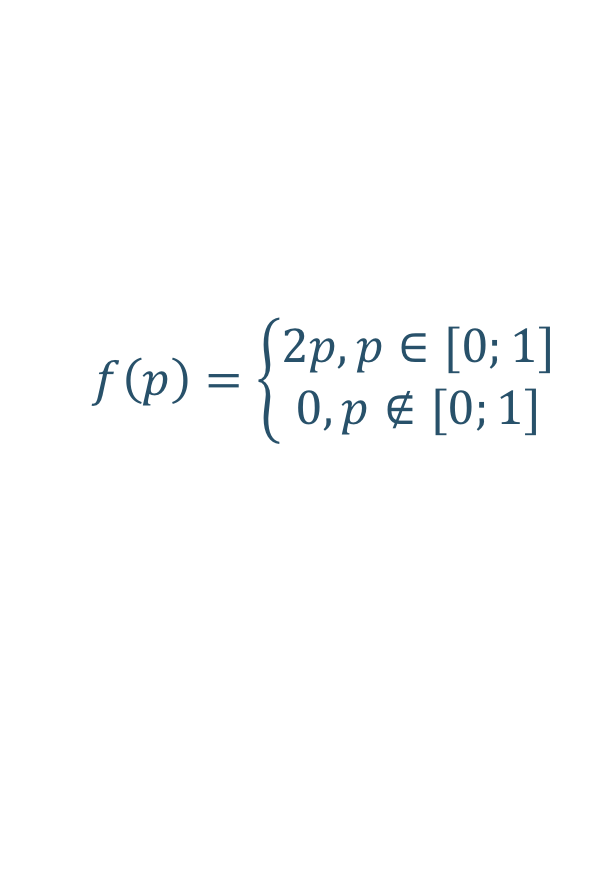 f(p) = {2p, p ∈ [0; 1]
0, p ∉ [0; 1]